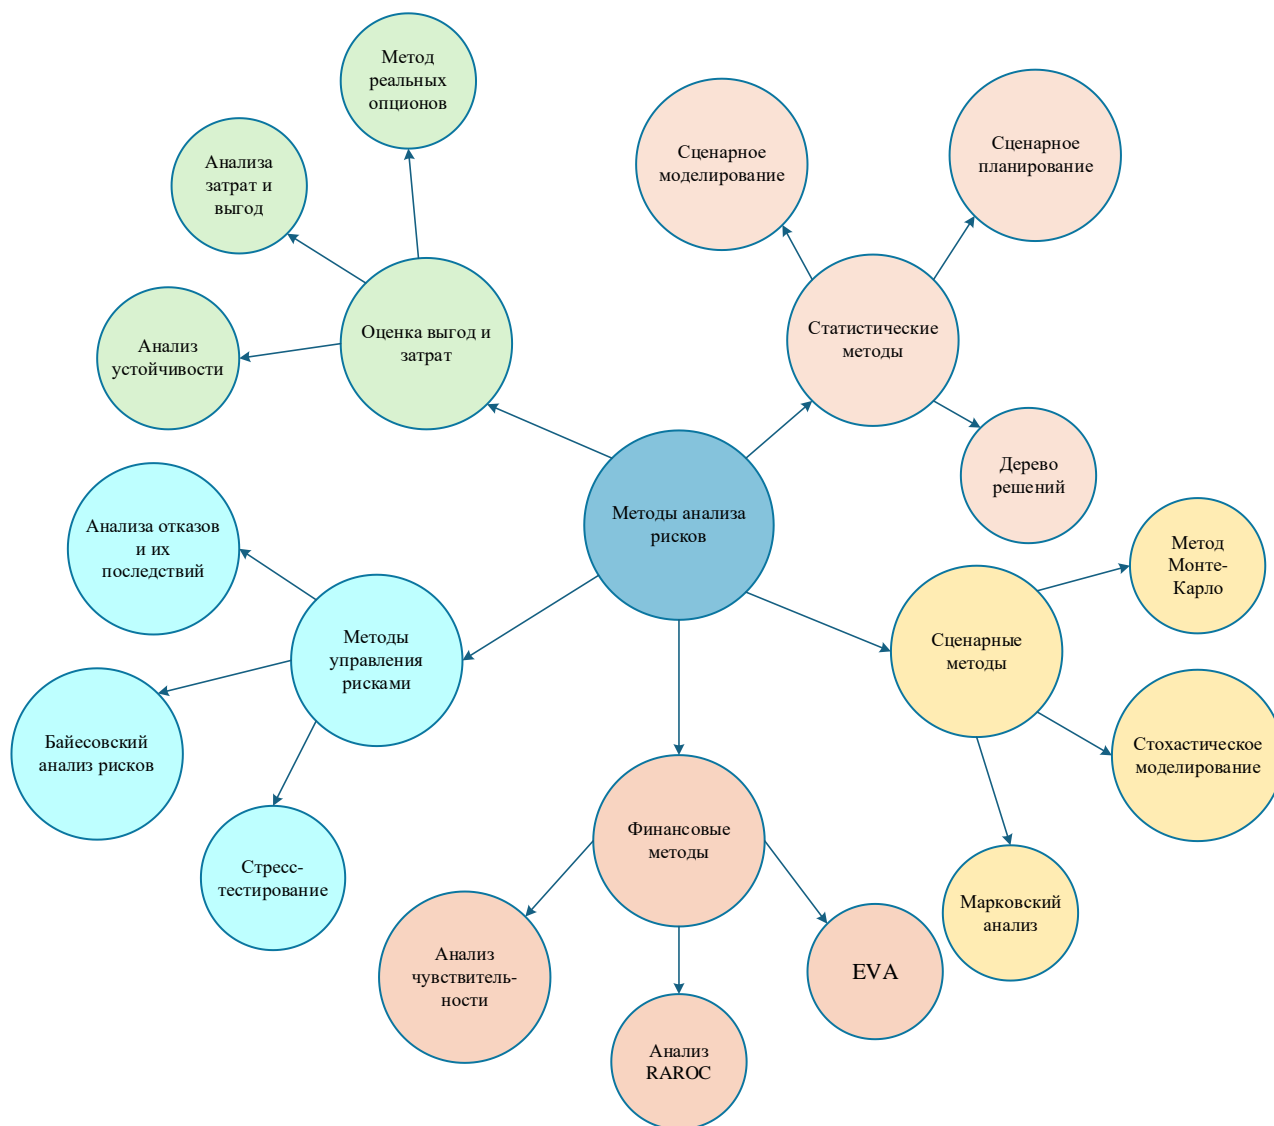 Метод
реальных
опционов
Анализа
затрат и
выгод
Анализ
устойчивости
Оценка выгод и
затрат
Сценарное
моделирование
Сценарное
планирование
Статистические
методы
Дерево
решений
Методы анализа
рисков
Анализа отказов
и их
последствий
Методы
управления
рисками
Байесовский
анализ рисков
Стресс-
тестирование
Финансовые
методы
Анализ
чувствитель-
ности
Анализ
RAROC
EVA
Сценарные
методы
Метод
Монте-
Карло
Стохастическое
моделирование
Марковский
анализ